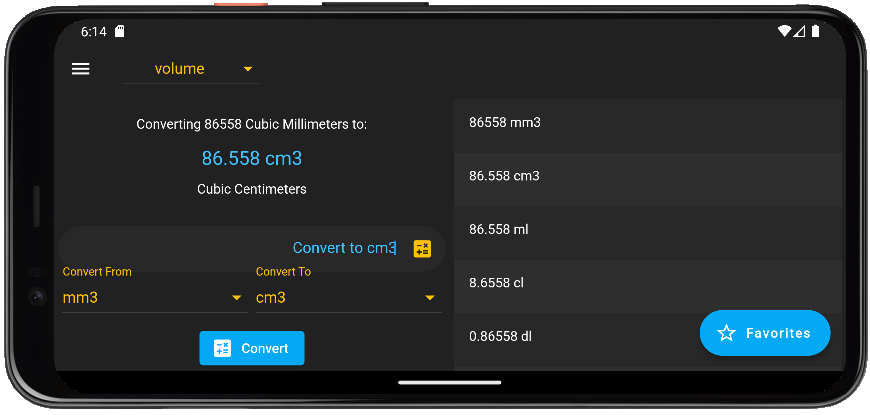 6:14
volume
Converting 86558 Cubic Millimeters to:
86.558 cm3
Cubic Centimeters
Convert to cm3
Convert From
Convert To
mm3
cm3
Convert
86558 mm3
86.558 cm3
86.558 ml
8.6558 cl
0.86558 dl
Favorites